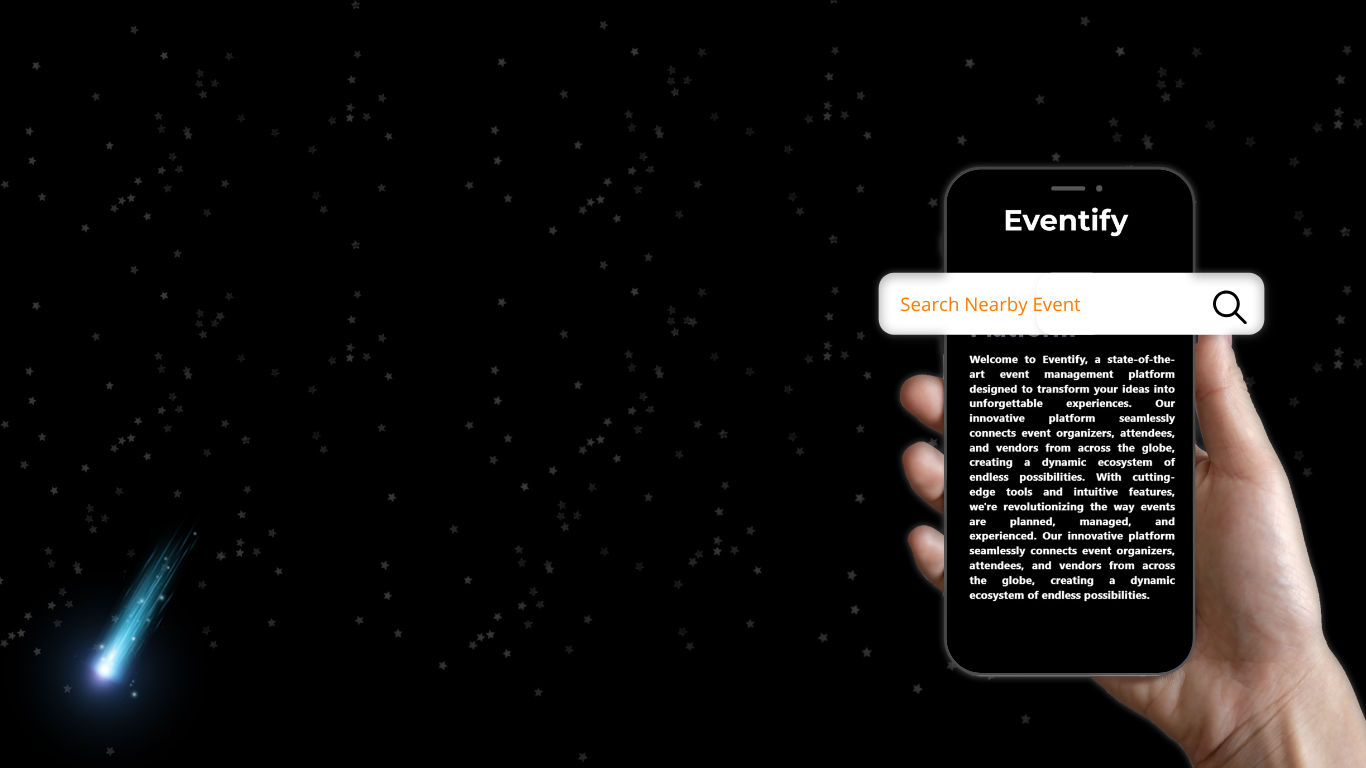 Eventify
Search Nearby Event
Platform
Welcome to Eventify, a state-of-the-
art event management platform
designed to transform your ideas into
unforgettable experiences. Our
innovative platform seamlessly
connects event organizers, attendees,
and vendors from across the globe,
creating a dynamic ecosystem of
endless possibilities. With cutting-
edge tools and intuitive features,
we're revolutionizing the way events
are planned, managed, and
experienced. Our innovative platform
seamlessly connects event organizers,
attendees, and vendors from across
the globe, creating a dynamic
ecosystem of endless possibilities.